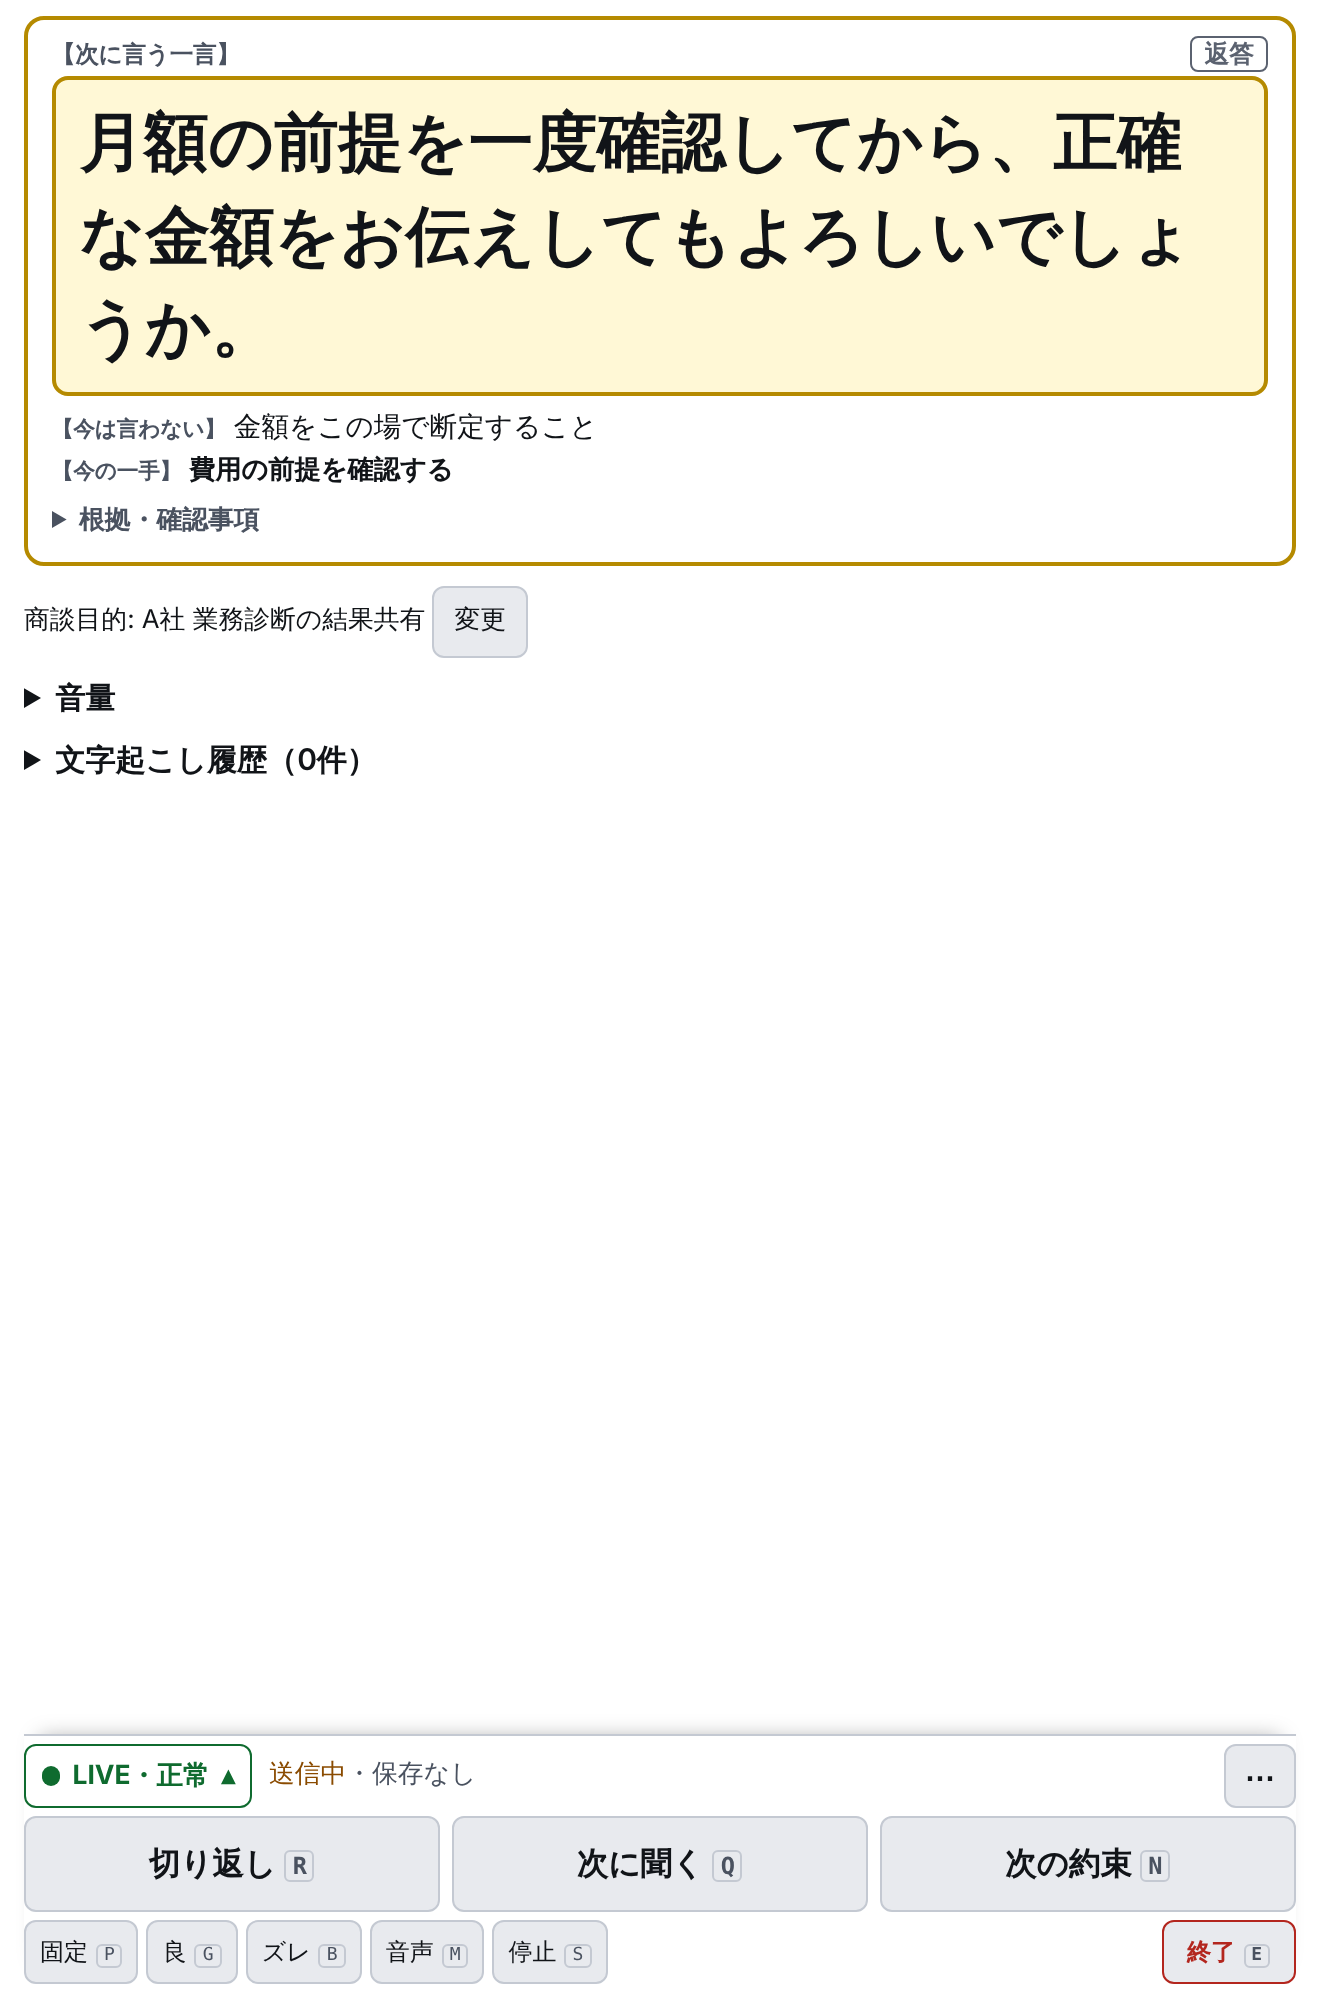 【次に言う一言】 返答
月額の前提を一度確認してから、正確
な金額をお伝えしてもよろしいでしょ
うか。
【今は言わない】 金額をこの場で断定すること
【今の一手】 費用の前提を確認する
▶ 根拠・確認事項
商談目的: A社 業務診断の結果共有 変更
▶ 音量
▶ 文字起こし履歴（0件）
● LIVE・正常 ▲ 送信中・保存なし …
切り返し R 次に聞く Q 次の約束 N
固定 P 良 G ズレ B 音声 M 停止 S 終了 E